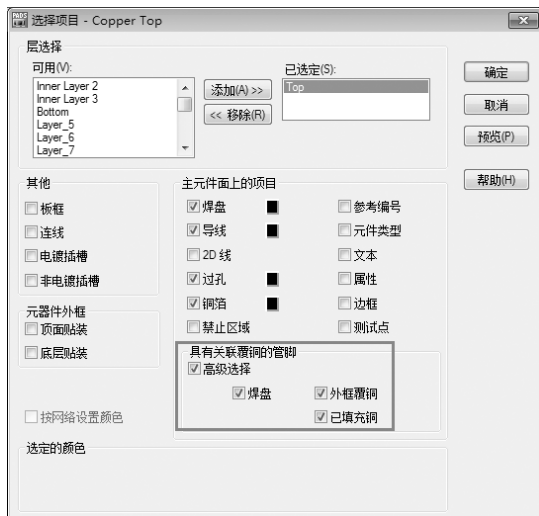 PADS 选择项目 - Copper Top
层选择
可用(V):
Inner Layer 2
Inner Layer 3
Bottom
Layer_5
Layer_6
Layer_7
添加(A) >>
<< 移除(R)
已选定(S):
Top
确定
取消
预览(P)
帮助(H)
其他
板框
连线
电镀插槽
非电镀插槽
元器件外框
顶面贴装
底层贴装
按网络设置颜色
主元件面上的项目
焊盘
参考编号
导线
元件类型
2D 线
文本
过孔
属性
铜箔
边框
禁止区域
测试点
具有关联覆铜的管脚
高级选择
焊盘
外框覆铜
已填充铜
选定的颜色